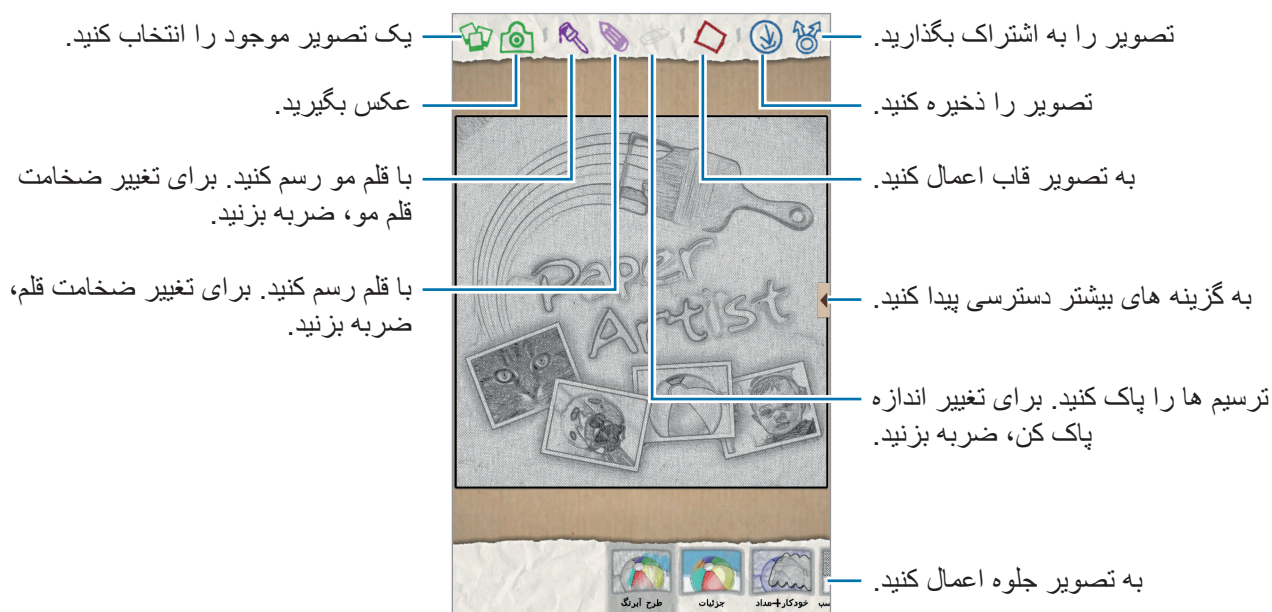 تصویر را به اشتراک بگذارید.
تصویر را ذخیره کنید.
به تصویر قاب اعمال کنید.
به گزینه های بیشتر دسترسی پیدا کنید.
ترسیم ها را پاک کنید. برای تغییر اندازه
پاک کن، ضربه بزنید.
به تصویر جلوه اعمال کنید.
یک تصویر موجود را انتخاب کنید.
عکس بگیرید.
با قلم مو رسم کنید. برای تغییر ضخامت
قلم مو، ضربه بزنید.
با قلم رسم کنید. برای تغییر ضخامت قلم،
ضربه بزنید.
Paper
Artist
خودکار+مداد
جزئیات
طرح آبرنگ